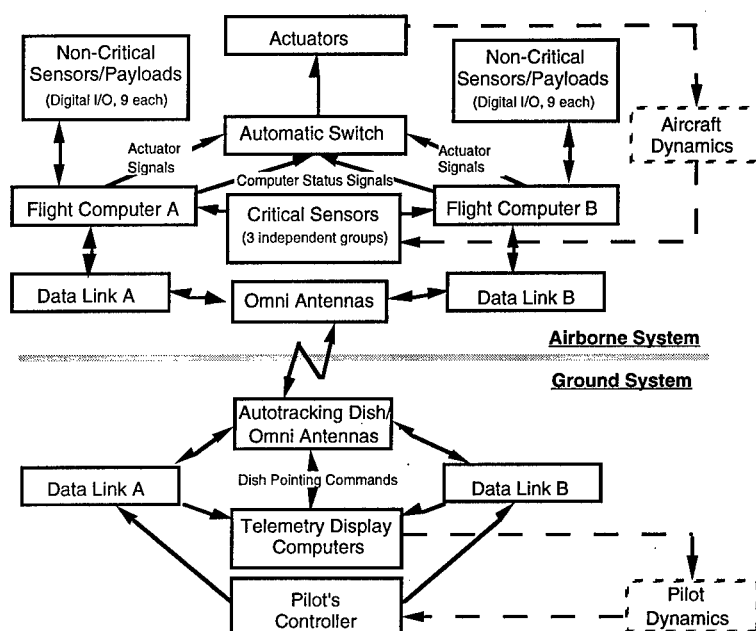 Actuators
Non-Critical
Sensors/Payloads
(Digital I/O, 9 each)
Non-Critical
Sensors/Payloads
(Digital I/O, 9 each)
Automatic Switch
Aircraft
Dynamics
Actuator
Signals
Actuator
Signals
Computer Status Signals
Flight Computer A
Critical Sensors
(3 independent groups)
Flight Computer B
Data Link A
Omni Antennas
Data Link B
Airborne System
Ground System
Autotracking Dish/
Omni Antennas
Data Link A
Dish Pointing Commands
Data Link B
Telemetry Display
Computers
Pilot's
Controller
Pilot
Dynamics